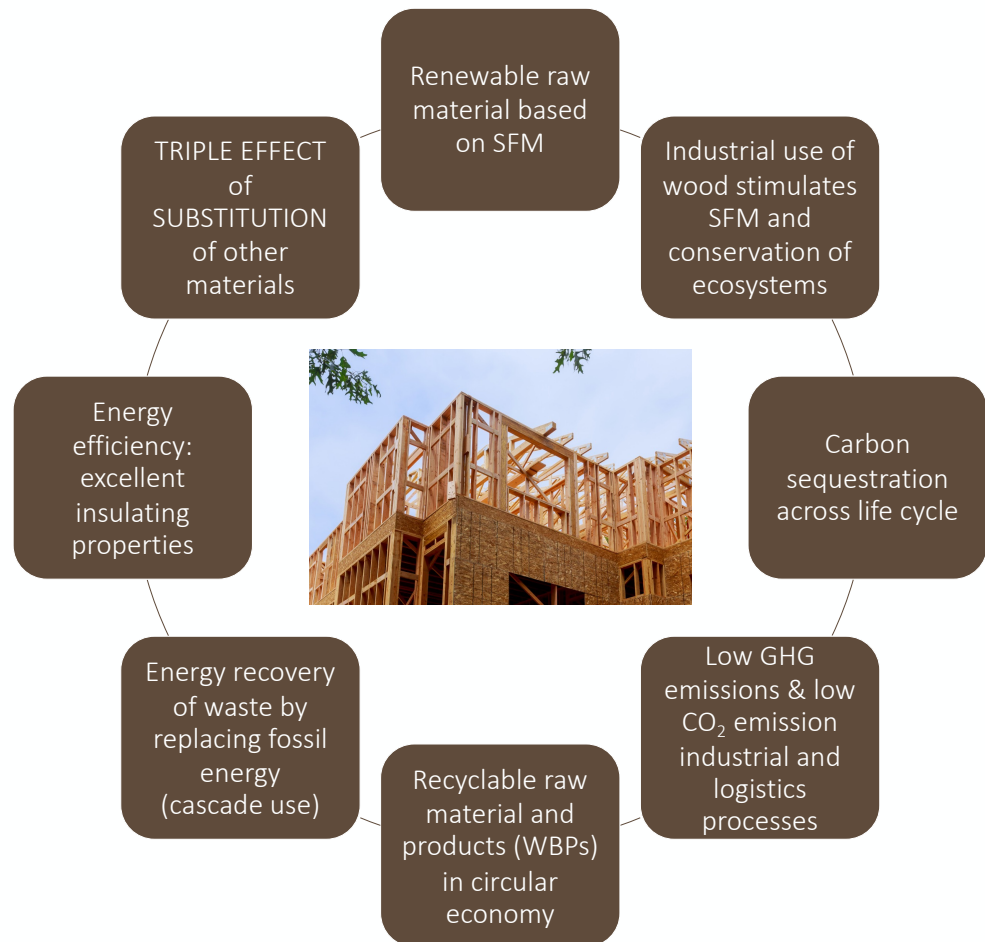 Renewable raw
material based
on SFM
Industrial use of
wood stimulates
SFM and
conservation of
ecosystems
Carbon
sequestration
across life cycle
Low GHG
emissions & low
CO₂ emission
industrial and
logistics
processes
Recyclable raw
material and
products (WBPs)
in circular
economy
Energy recovery
of waste by
replacing fossil
energy
(cascade use)
Energy
efficiency:
excellent
insulating
properties
TRIPLE EFFECT
of
SUBSTITUTION
of other
materials